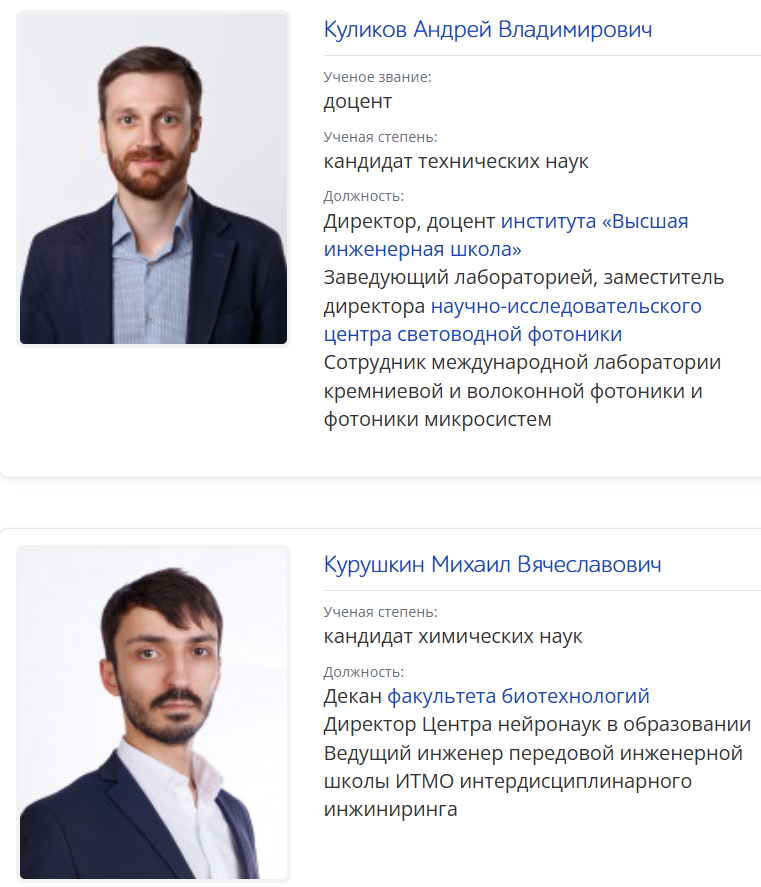 Куликов Андрей Владимирович
Ученое звание:
доцент
Ученая степень:
кандидат технических наук
Должность:
Директор, доцент института «Высшая
инженерная школа»
Заведующий лабораторией, заместитель
директора научно-исследовательского
центра световодной фотоники
Сотрудник международной лаборатории
кремниевой и волоконной фотоники и
фотоники микросистем
Курушкин Михаил Вячеславович
Ученая степень:
кандидат химических наук
Должность:
Декан факультета биотехнологий
Директор Центра нейронаук в образовании
Ведущий инженер передовой инженерной
школы ИТМО интердисциплинарного
инжиниринга